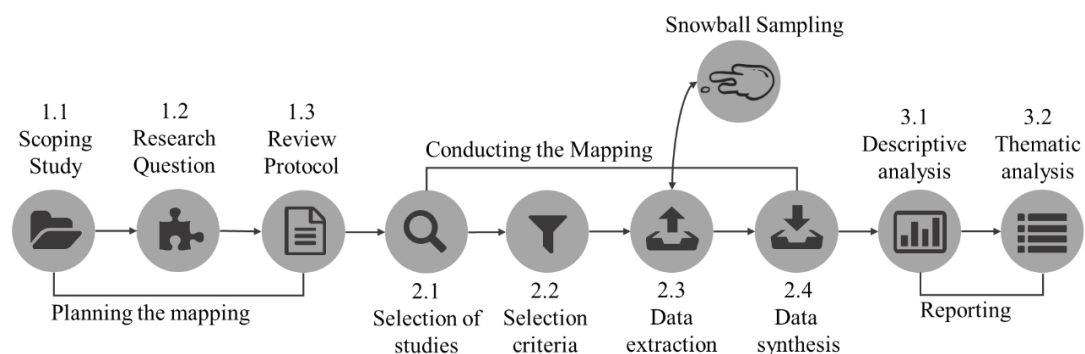 Snowball Sampling
1.1
Scoping
Study
1.2
Research
Question
1.3
Review
Protocol
Planning the mapping
Conducting the Mapping
2.1
Selection of
studies
2.2
Selection
criteria
2.3
Data
extraction
2.4
Data
synthesis
3.1
Descriptive
analysis
3.2
Thematic
analysis
Reporting